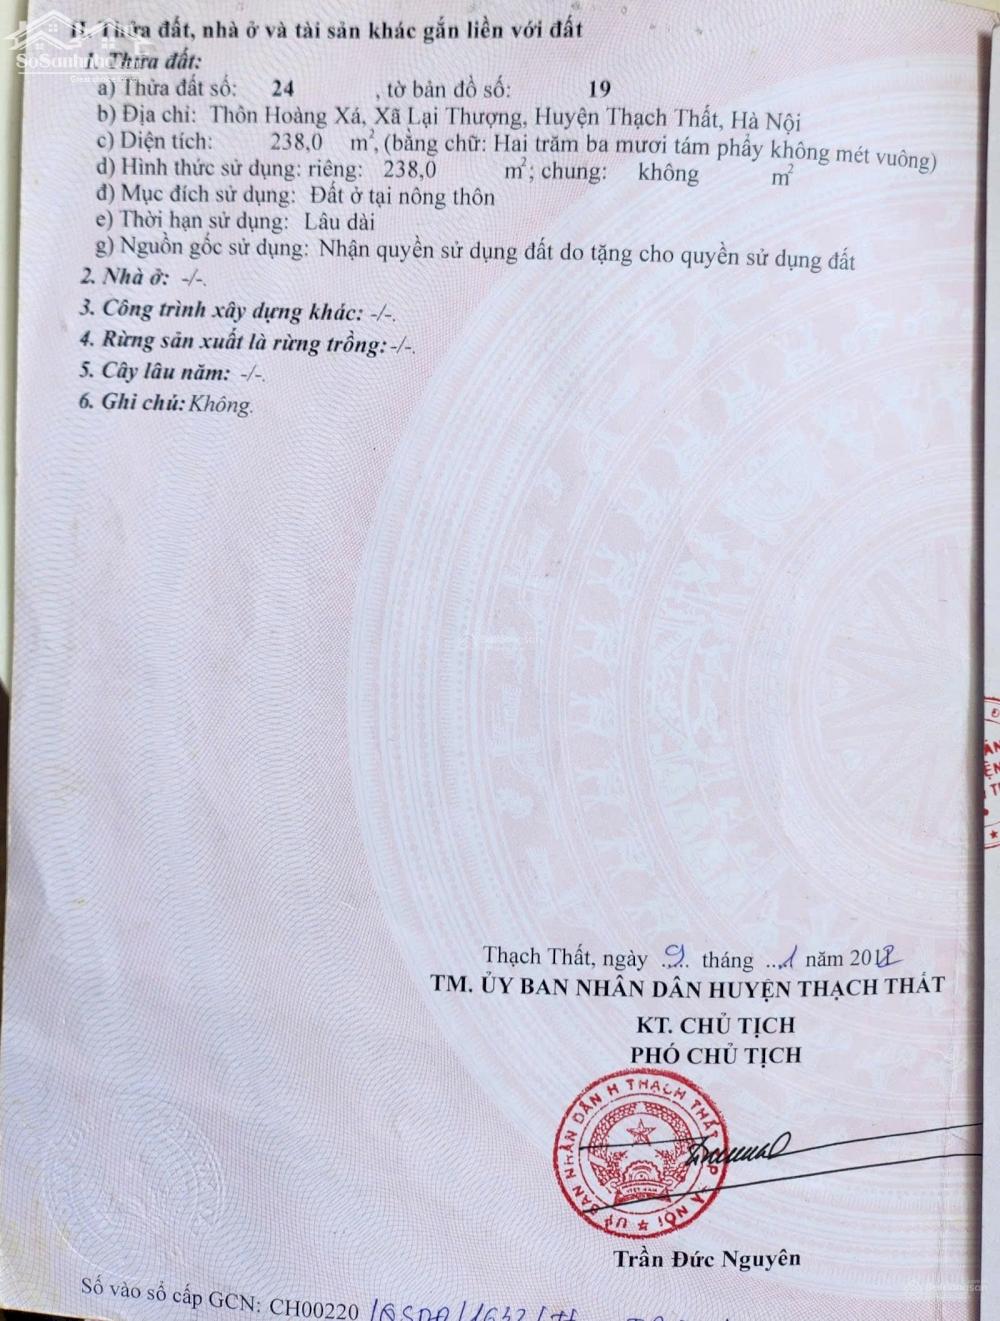 II. Thửa đất, nhà ở và tài sản khác gắn liền với đất
1. Thửa đất:
a) Thửa đất số: 24 , tờ bản đồ số: 19
b) Địa chỉ: Thôn Hoàng Xá, Xã Lại Thượng, Huyện Thạch Thất, Hà Nội
c) Diện tích: 238,0 m², (bằng chữ: Hai trăm ba mươi tám phẩy không mét vuông)
d) Hình thức sử dụng: riêng: 238,0 m²; chung: không m²
đ) Mục đích sử dụng: Đất ở tại nông thôn
e) Thời hạn sử dụng: Lâu dài
g) Nguồn gốc sử dụng: Nhận quyền sử dụng đất do tặng cho quyền sử dụng đất
2. Nhà ở: -/-.
3. Công trình xây dựng khác: -/-.
4. Rừng sản xuất là rừng trồng: -/-.
5. Cây lâu năm: -/-.
6. Ghi chú: Không.
Thạch Thất, ngày 9 tháng 1 năm 2012
TM. ỦY BAN NHÂN DÂN HUYỆN THẠCH THẤT
KT. CHỦ TỊCH
PHÓ CHỦ TỊCH
BAN NHÂN DÂN H THẠCH THẤT
Trần Đức Nguyên
Số vào sổ cấp GCN: CH00220